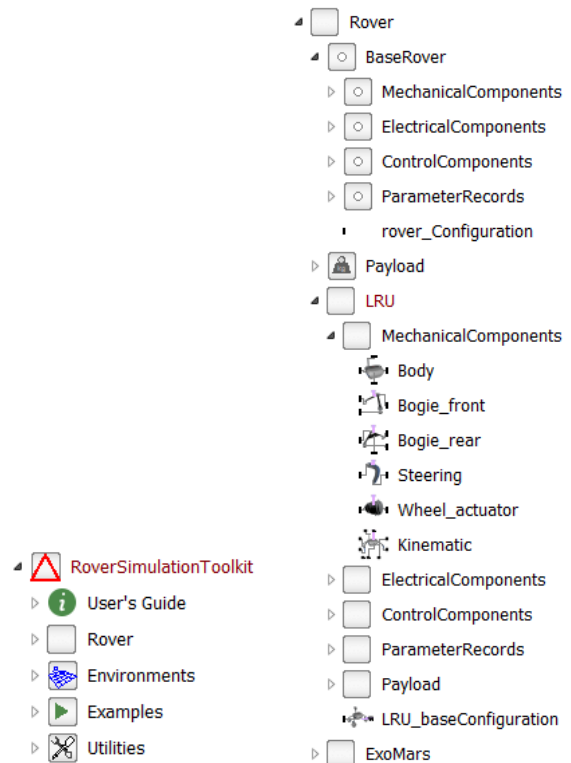 Rover
BaseRover
MechanicalComponents
ElectricalComponents
ControlComponents
ParameterRecords
rover_Configuration
Payload
LRU
MechanicalComponents
Body
Bogie_front
Bogie_rear
Steering
Wheel_actuator
Kinematic
ElectricalComponents
ControlComponents
ParameterRecords
Payload
LRU_baseConfiguration
ExoMars
RoverSimulationToolkit
User's Guide
Rover
Environments
Examples
Utilities